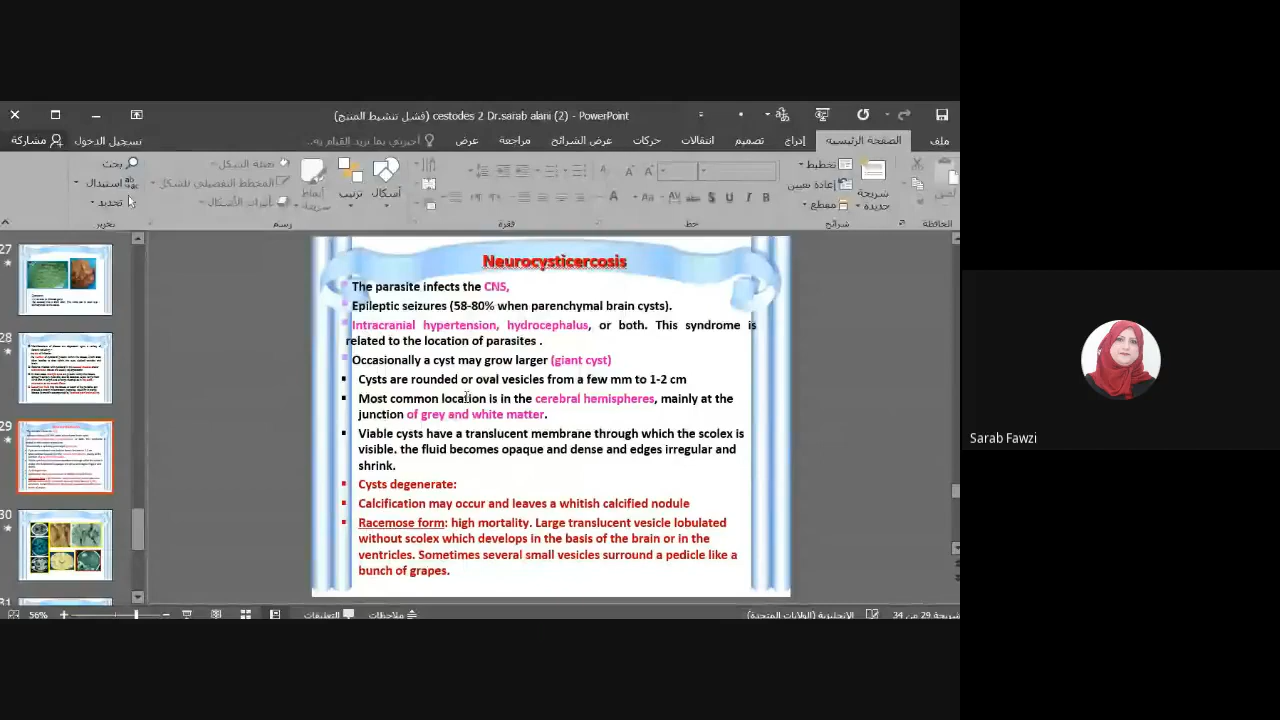 cestodes 2 Dr.sarab alani (2) - PowerPoint (فشل تنشيط المنتج)
ملف
الصفحة الرئيسية
إدراج
تصميم
انتقالات
حركات
عرض الشرائح
مراجعة
عرض
أخبرني بما تريد القيام به...
تسجيل الدخول
مشاركة
شريحة
جديدة
تخطيط
إعادة تعيين
مقطع
أشكال
ترتيب
أنماط
سريعة
تعبئة الشكل
المخطط التفصيلي للشكل
تأثيرات الأشكال
بحث
استبدال
تحديد
الحافظة
شرائح
خط
فقرة
رسم
تحرير
27
28
29
30
31
Neurocysticercosis
The parasite infects the CNS,
Epileptic seizures (58-80% when parenchymal brain cysts).
Intracranial hypertension, hydrocephalus, or both. This syndrome is
related to the location of parasites .
Occasionally a cyst may grow larger (giant cyst)
Cysts are rounded or oval vesicles from a few mm to 1-2 cm
Most common location is in the cerebral hemispheres, mainly at the
junction of grey and white matter.
Viable cysts have a translucent membrane through which the scolex is
visible. the fluid becomes opaque and dense and edges irregular and
shrink.
Cysts degenerate:
Calcification may occur and leaves a whitish calcified nodule
Racemose form: high mortality. Large translucent vesicle lobulated
without scolex which develops in the basis of the brain or in the
ventricles. Sometimes several small vesicles surround a pedicle like a
bunch of grapes.
شريحة 29 من 34
الإنجليزية (الولايات المتحدة)
ملاحظات
التعليقات
56%
Sarab Fawzi